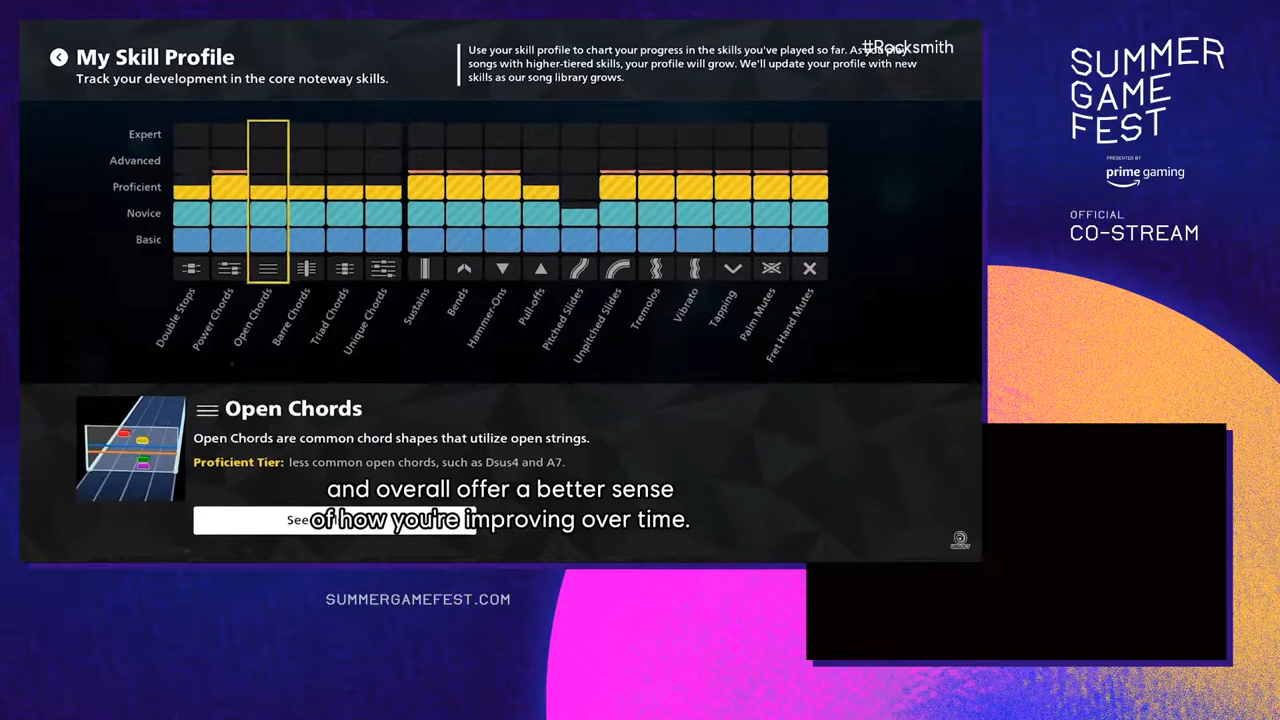 My Skill Profile
Track your development in the core noteway skills.
Use your skill profile to chart your progress in the skills you've played so far. As you play
songs with higher-tiered skills, your profile will grow. We'll update your profile with new
skills as our song library grows.
#Rocksmith
Expert
Advanced
Proficient
Novice
Basic
Double Stops
Power Chords
Open Chords
Barre Chords
Triad Chords
Unique Chords
Sustains
Bends
Hammer-Ons
Pull-offs
Pitched Slides
Unpitched Slides
Tremolos
Vibrato
Tapping
Palm Mutes
Fret Hand Mutes
Open Chords
Open Chords are common chord shapes that utilize open strings.
Proficient Tier: less common open chords, such as Dsus4 and A7.
See
and overall offer a better sense
of how you're improving over time.
SUMMER
GAME
FEST
PRESENTED BY
prime gaming
OFFICIAL
CO-STREAM
SUMMERGAMEFEST.COM